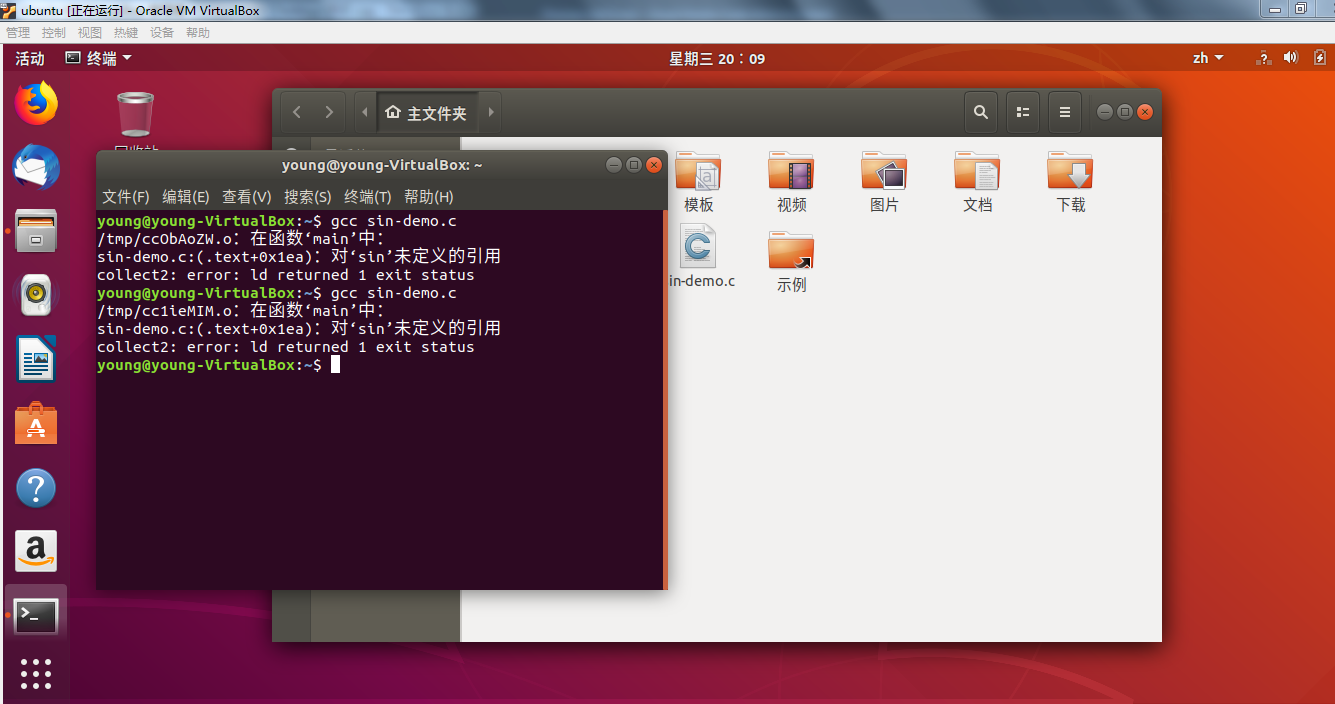 ubuntu [正在运行] - Oracle VM VirtualBox
管理 控制 视图 热键 设备 帮助
活动 终端 星期三 20：09 zh
主文件夹
young@young-VirtualBox: ~
文件(F) 编辑(E) 查看(V) 搜索(S) 终端(T) 帮助(H)
young@young-VirtualBox:~$ gcc sin-demo.c
/tmp/ccObAoZW.o：在函数‘main’中：
sin-demo.c:(.text+0x1ea)：对‘sin’未定义的引用
collect2: error: ld returned 1 exit status
young@young-VirtualBox:~$ gcc sin-demo.c
/tmp/cc1ieMIM.o：在函数‘main’中：
sin-demo.c:(.text+0x1ea)：对‘sin’未定义的引用
collect2: error: ld returned 1 exit status
young@young-VirtualBox:~$
模板 视频 图片 文档 下载
in-demo.c 示例